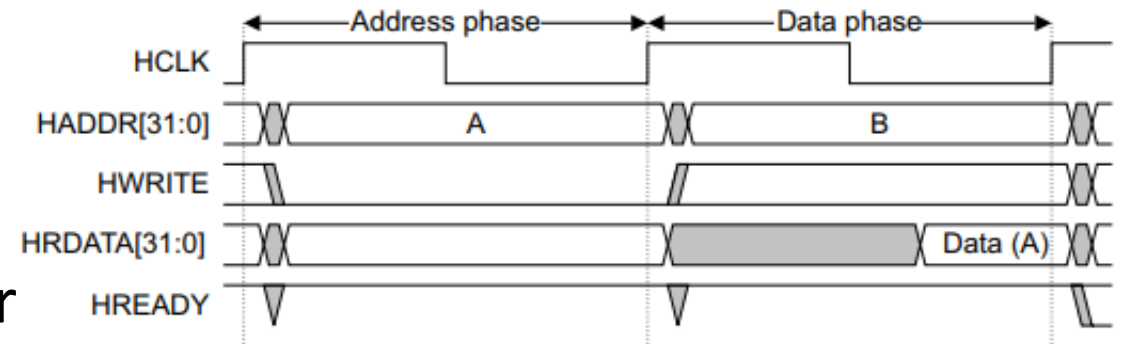 Address phase Data phase
HCLK
HADDR[31:0] A B
HWRITE
HRDATA[31:0] Data (A)
r HREADY